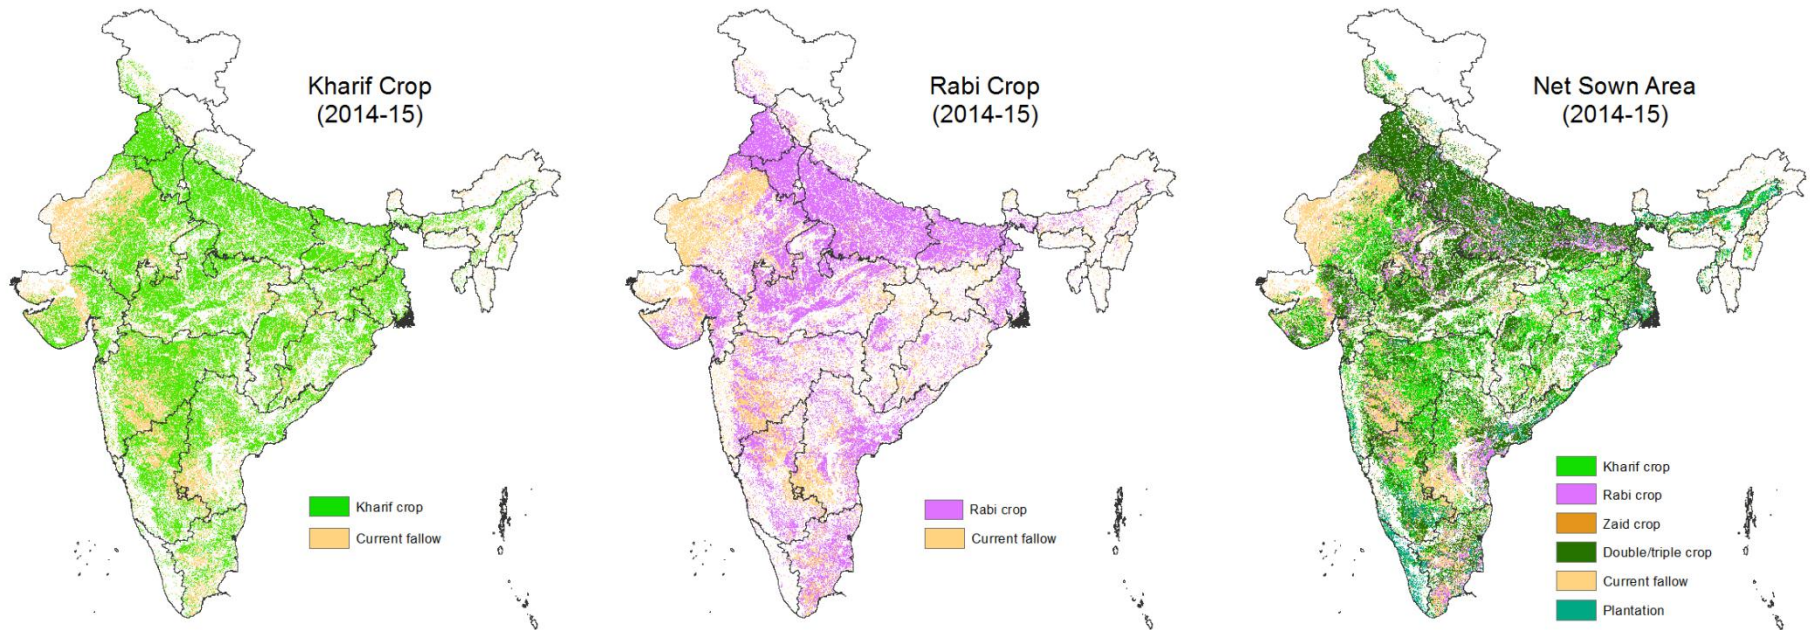 Kharif Crop
(2014-15)
Kharif crop
Current fallow
Rabi Crop
(2014-15)
Rabi crop
Current fallow
Net Sown Area
(2014-15)
Kharif crop
Rabi crop
Zaid crop
Double/triple crop
Current fallow
Plantation